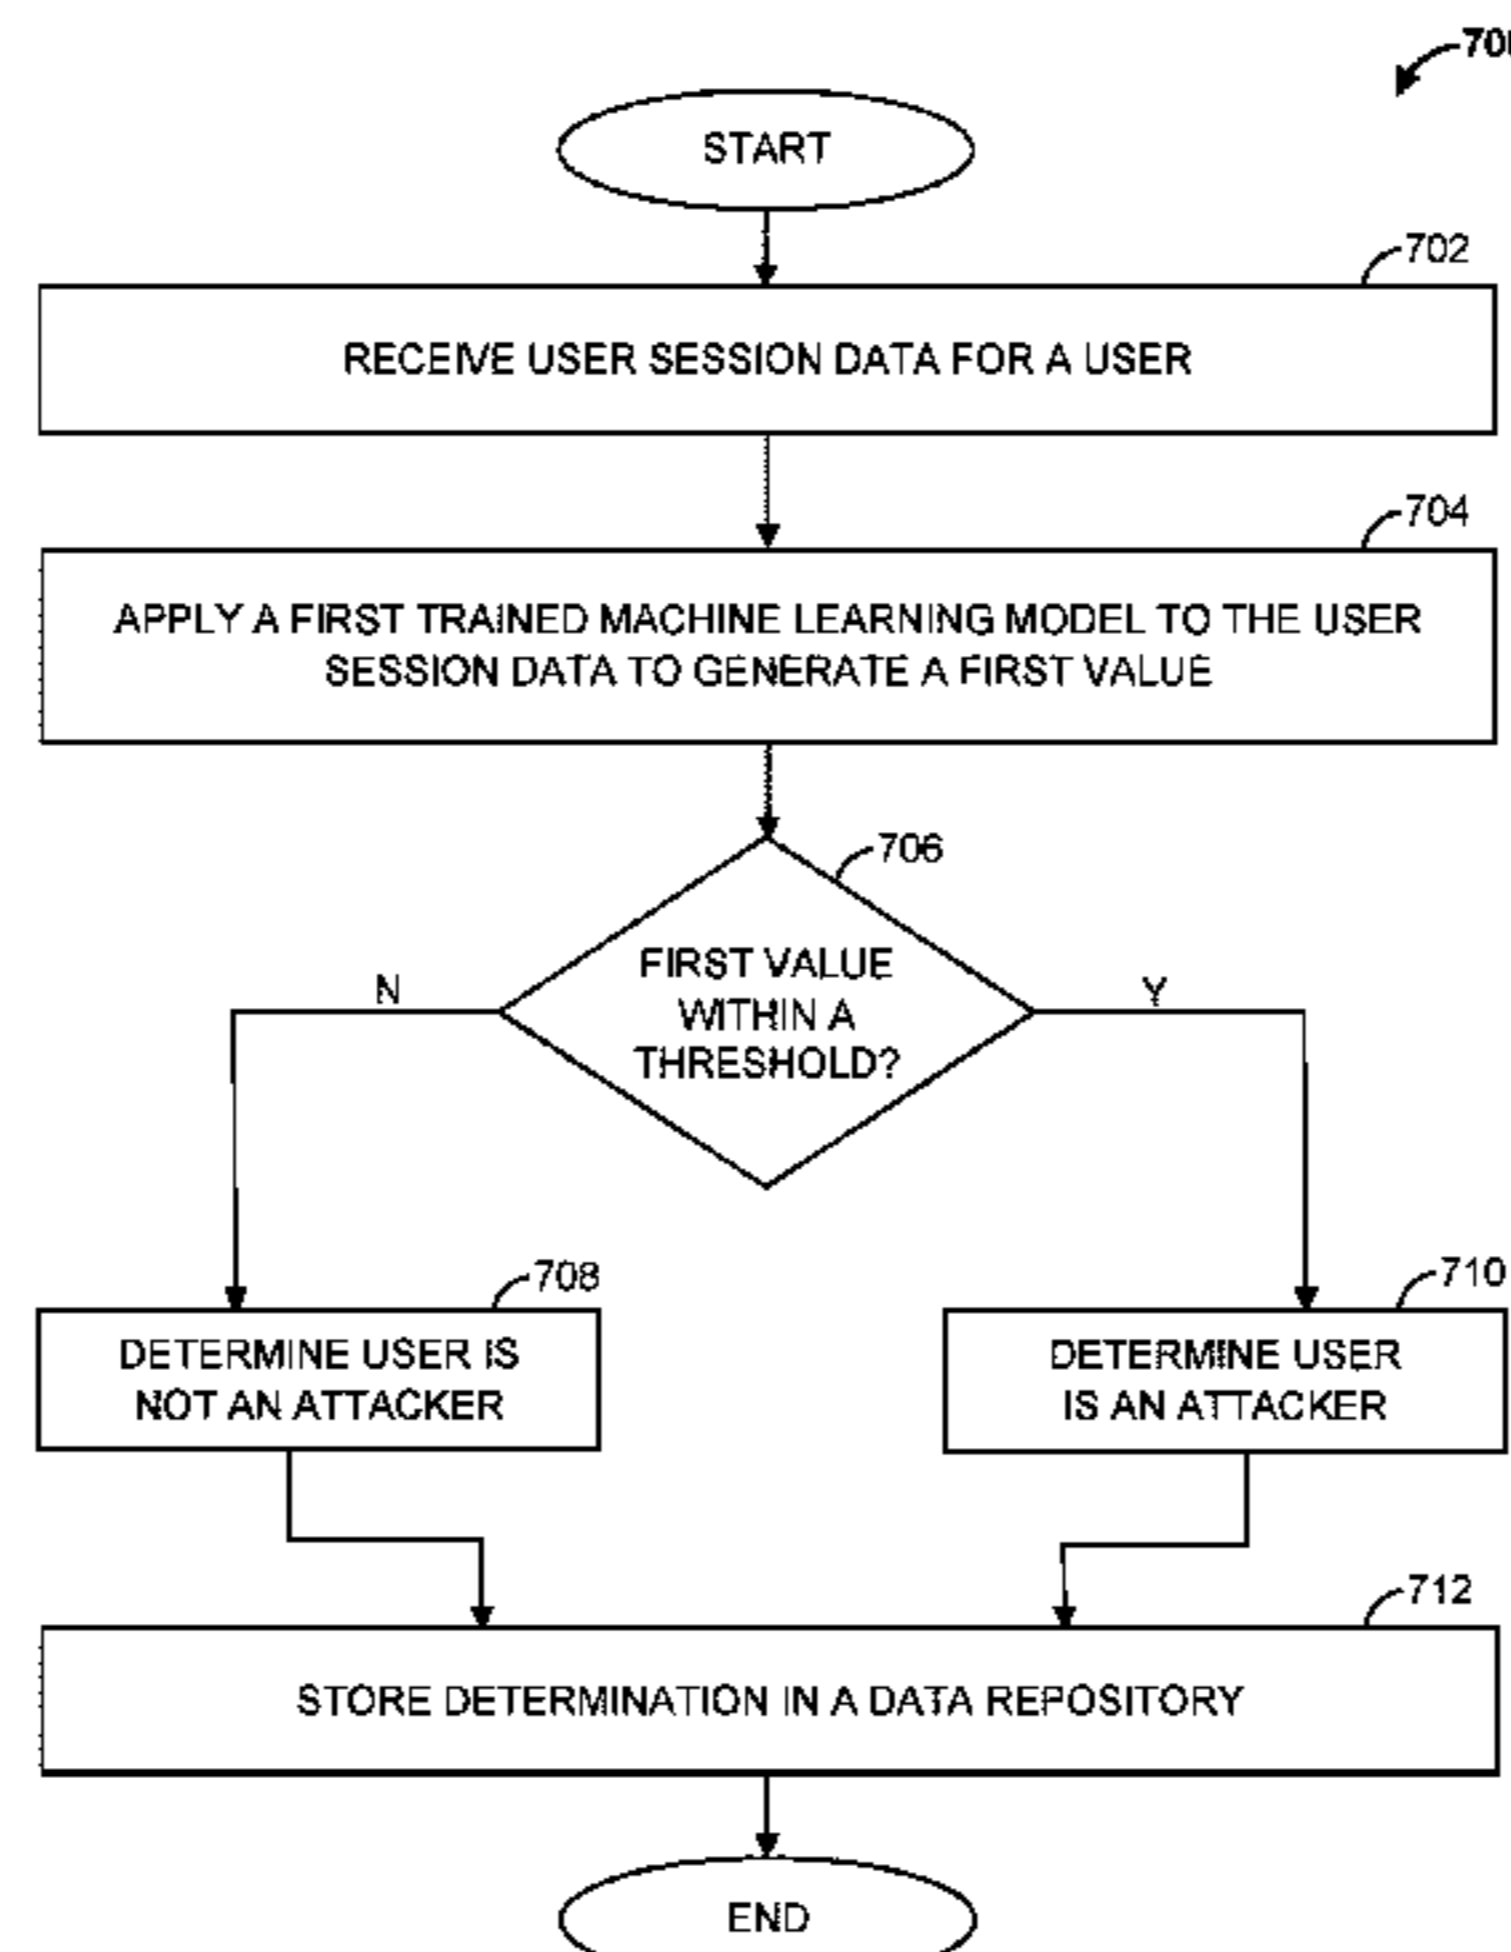 START
702
RECEIVE USER SESSION DATA FOR A USER
704
APPLY A FIRST TRAINED MACHINE LEARNING MODEL TO THE USER
SESSION DATA TO GENERATE A FIRST VALUE
706
FIRST VALUE
WITHIN A
THRESHOLD?
N
Y
708
DETERMINE USER IS
NOT AN ATTACKER
710
DETERMINE USER
IS AN ATTACKER
712
STORE DETERMINATION IN A DATA REPOSITORY
END